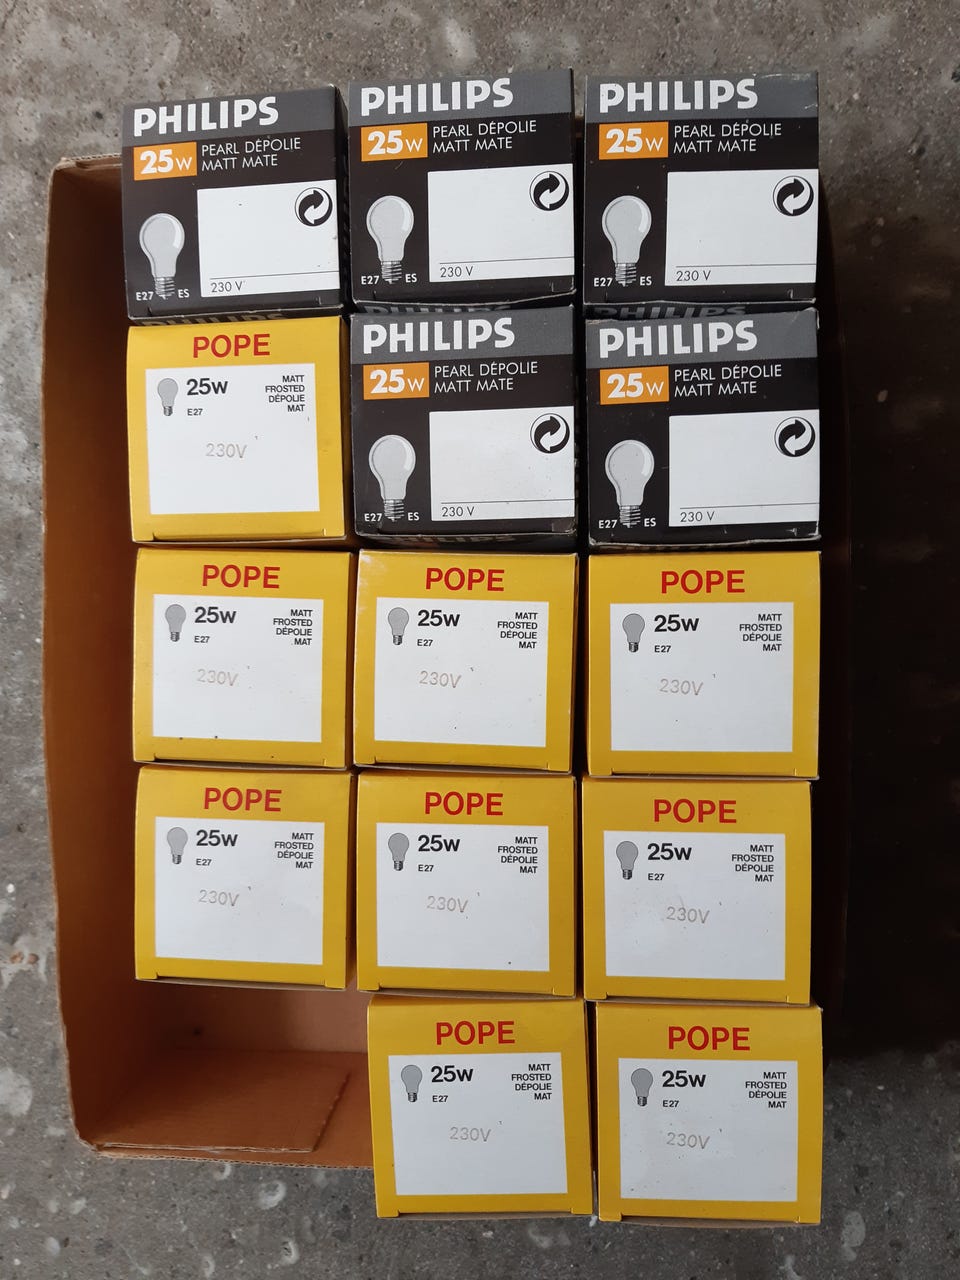 PHILIPS
25w PEARL DÉPOLIE
MATT MATE
E27 ES
230 V
PHILIPS
25w PEARL DÉPOLIE
MATT MATE
E27 ES
230 V
PHILIPS
25w PEARL DÉPOLIE
MATT MATE
E27 ES
230 V
PHILIPS
POPE
25w
E27
MATT
FROSTED
DÉPOLIE
MAT
230V
PHILIPS
PHILIPS
25w PEARL DÉPOLIE
MATT MATE
E27 ES
230 V
PHILIPS
PHILIPS
25w PEARL DÉPOLIE
MATT MATE
E27 ES
230 V
PHILIPS
POPE
25w
E27
MATT
FROSTED
DÉPOLIE
MAT
230V
POPE
25w
E27
MATT
FROSTED
DÉPOLIE
MAT
230V
POPE
25w
E27
MATT
FROSTED
DÉPOLIE
MAT
230V
POPE
25w
E27
MATT
FROSTED
DÉPOLIE
MAT
230V
POPE
25w
E27
MATT
FROSTED
DÉPOLIE
MAT
230V
POPE
25w
E27
MATT
FROSTED
DÉPOLIE
MAT
230V
POPE
25w
E27
MATT
FROSTED
DÉPOLIE
MAT
230V
POPE
25w
E27
MATT
FROSTED
DÉPOLIE
MAT
230V